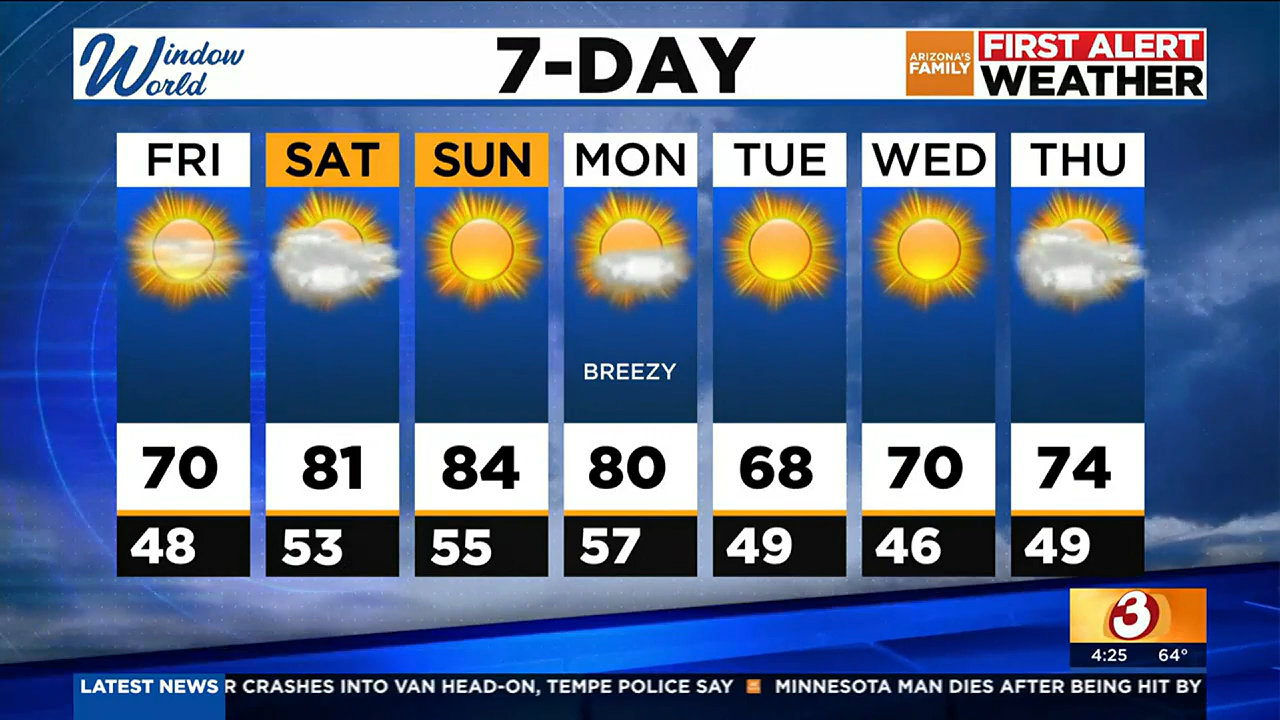 Window World
7-DAY
ARIZONA'S FAMILY
FIRST ALERT
WEATHER
FRI SAT SUN MON TUE WED THU
BREEZY
70 81 84 80 68 70 74
48 53 55 57 49 46 49
3
4:25 64°
LATEST NEWS R CRASHES INTO VAN HEAD-ON, TEMPE POLICE SAY MINNESOTA MAN DIES AFTER BEING HIT BY